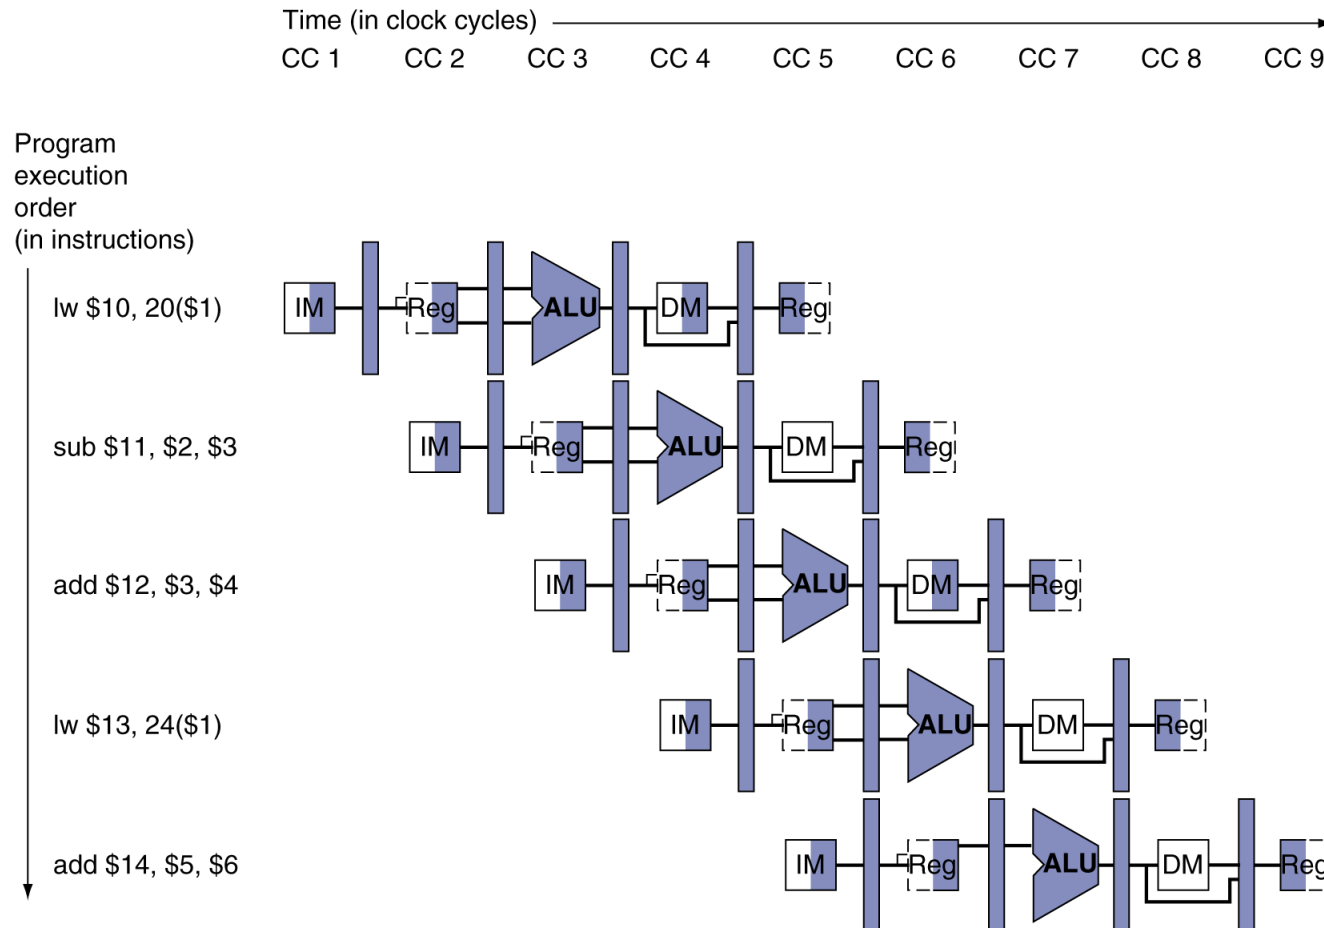 Time (in clock cycles)
CC 1 CC 2 CC 3 CC 4 CC 5 CC 6 CC 7 CC 8 CC 9
Program
execution
order
(in instructions)
lw $10, 20($1)
IM Reg ALU DM Reg
sub $11, $2, $3
IM Reg ALU DM Reg
add $12, $3, $4
IM Reg ALU DM Reg
lw $13, 24($1)
IM Reg ALU DM Reg
add $14, $5, $6
IM Reg ALU DM Reg